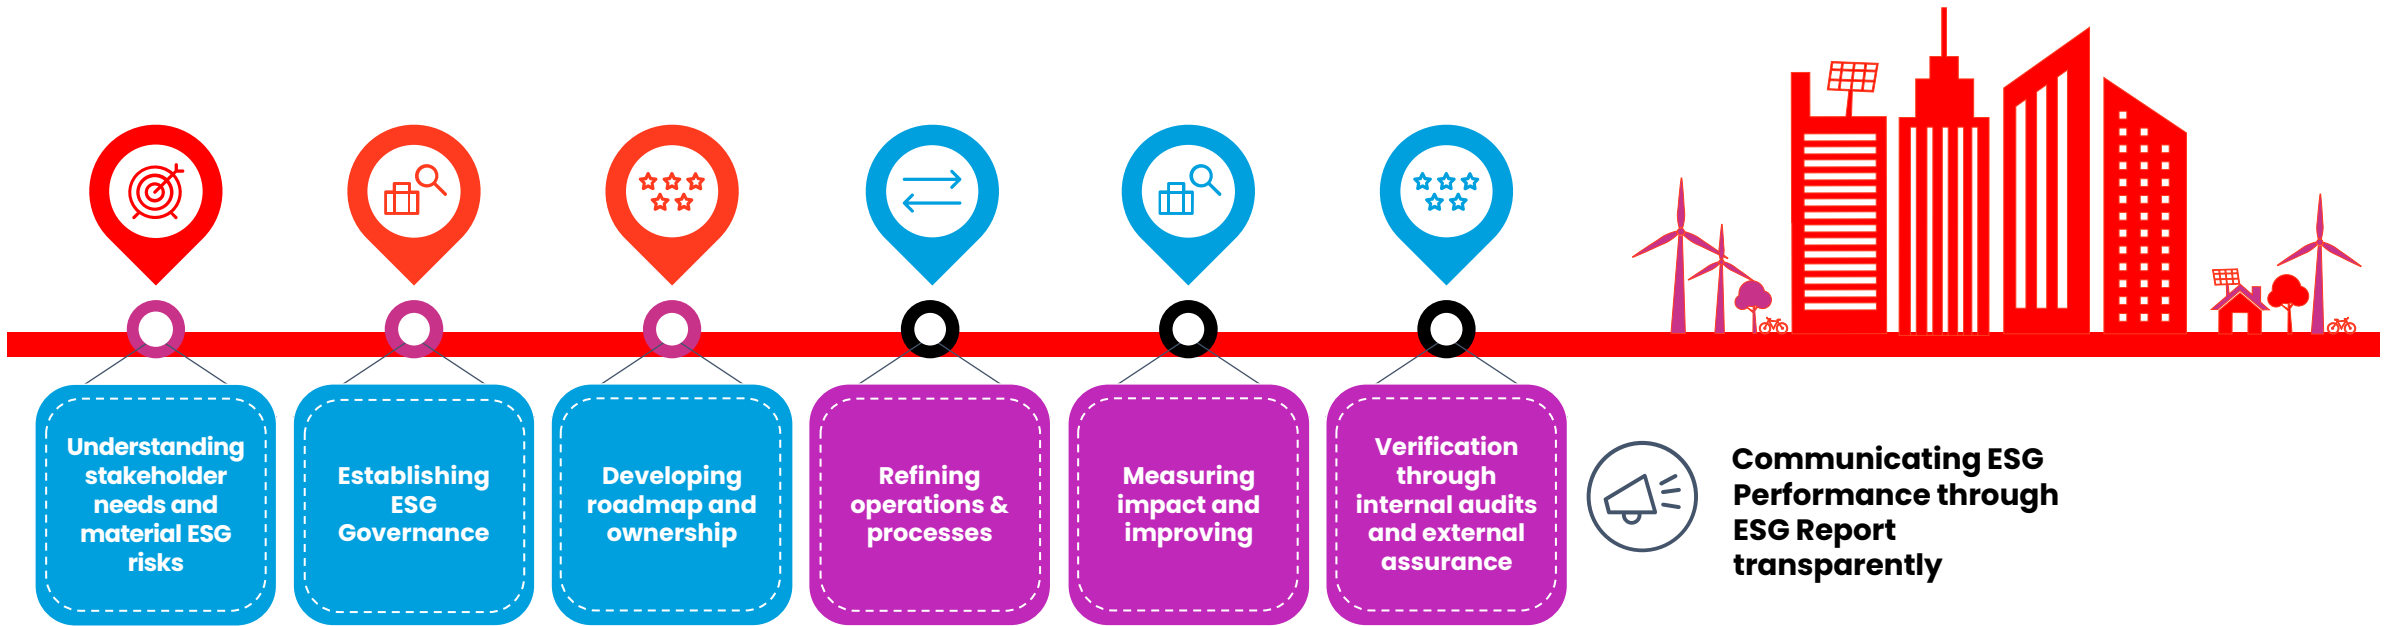 Understanding
stakeholder
needs and
material ESG
risks
Establishing
ESG
Governance
Developing
roadmap and
ownership
Refining
operations &
processes
Measuring
impact and
improving
Verification
through
internal audits
and external
assurance
Communicating ESG
Performance through
ESG Report
transparently